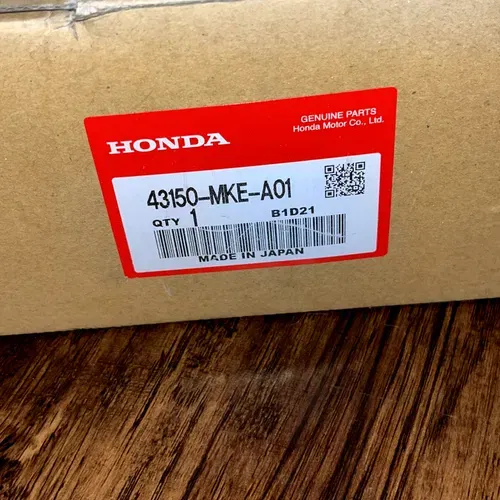 HONDA
GENUINE PARTS
Honda Motor Co., Ltd.
43150-MKE-A01
QTY 1 B1D21
MADE IN JAPAN